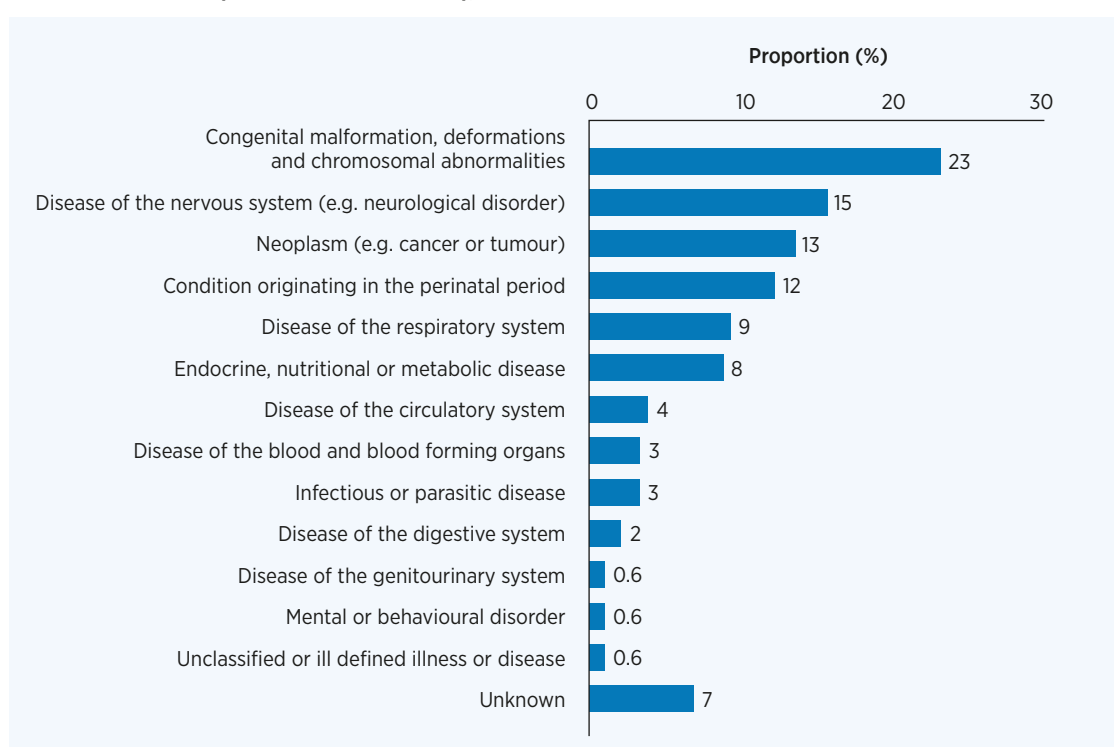 Proportion (%)
0 10 20 30
Congenital malformation, deformations
and chromosomal abnormalities 23
Disease of the nervous system (e.g. neurological disorder) 15
Neoplasm (e.g. cancer or tumour) 13
Condition originating in the perinatal period 12
Disease of the respiratory system 9
Endocrine, nutritional or metabolic disease 8
Disease of the circulatory system 4
Disease of the blood and blood forming organs 3
Infectious or parasitic disease 3
Disease of the digestive system 2
Disease of the genitourinary system 0.6
Mental or behavioural disorder 0.6
Unclassified or ill defined illness or disease 0.6
Unknown 7